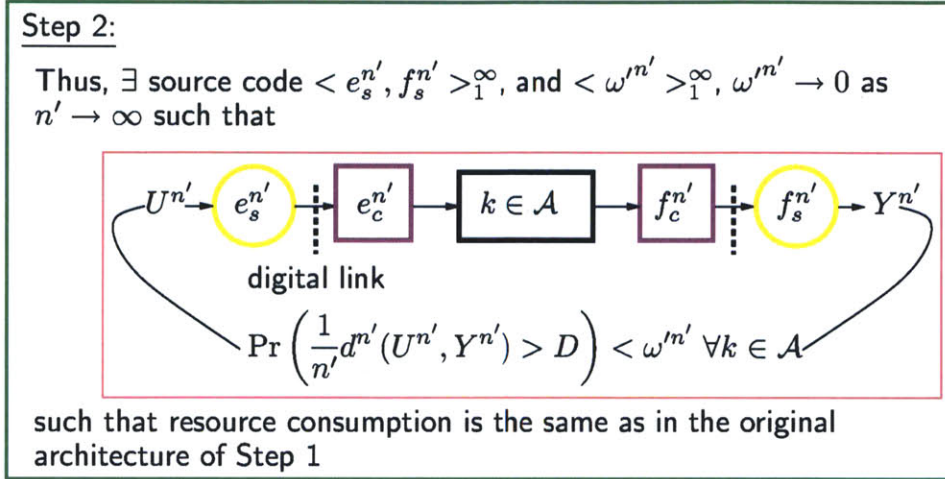 Step 2:
Thus, ∃ source code < e_s^{n'}, f_s^{n'} >_1^∞, and < ω'^{n'} >_1^∞, ω'^{n'} → 0 as
n' → ∞ such that
U^{n'} e_s^{n'} e_c^{n'} k ∈ 𝒜 f_c^{n'} f_s^{n'} Y^{n'}
digital link
Pr ( 1/n' d^{n'}(U^{n'}, Y^{n'}) > D ) < ω'^{n'} ∀k ∈ 𝒜
such that resource consumption is the same as in the original
architecture of Step 1